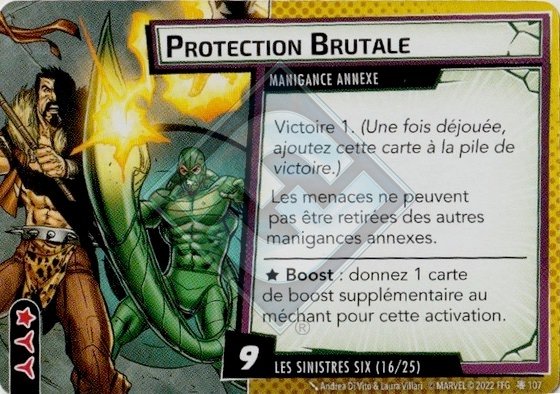 PROTECTION BRUTALE
MANIGANCE ANNEXE
Victoire 1. (Une fois déjouée,
ajoutez cette carte à la pile de
victoire.)
Les menaces ne peuvent
pas être retirées des autres
manigances annexes.
★ Boost : donnez 1 carte
de boost supplémentaire au
méchant pour cette activation.
9
LES SINISTRES SIX (16/25)
Andrea Di Vito & Laura Villari © MARVEL © 2022 FFG 107